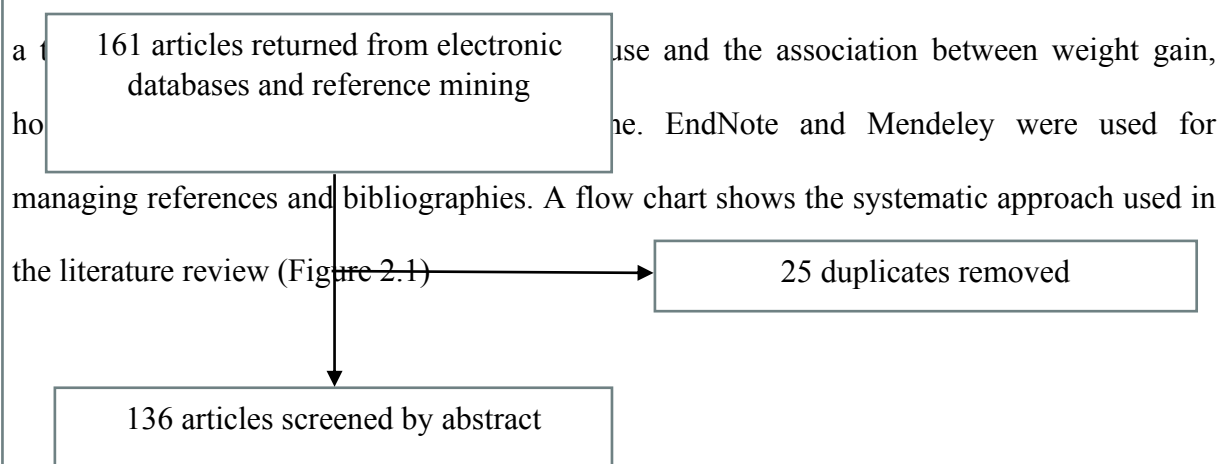 161 articles returned from electronic
databases and reference mining
a use and the association between weight gain,
EndNote and Mendeley were used for
managing references and bibliographies. A flow chart shows the systematic approach used in
the literature review (Figure 2.1)
25 duplicates removed
136 articles screened by abstract